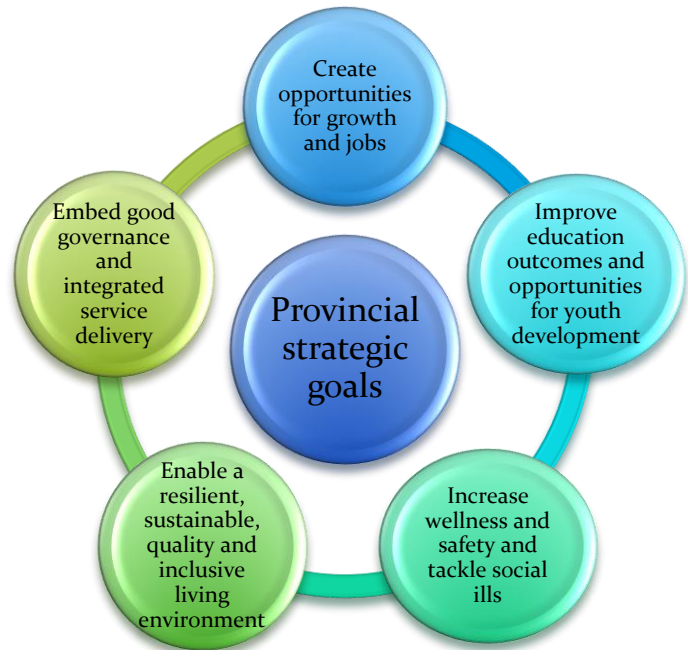 Create
opportunities
for growth
and jobs
Improve
education
outcomes and
opportunities
for youth
development
Increase
wellness and
safety and
tackle social
ills
Enable a
resilient,
sustainable,
quality and
inclusive
living
environment
Embed good
governance
and
integrated
service
delivery
Provincial
strategic
goals